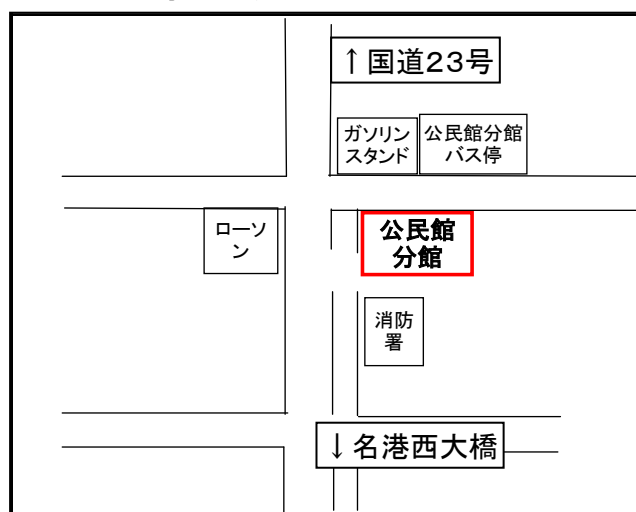 ↑国道23号
ガソリン
スタンド
公民館分館
バス停
ローソ
ン
公民館
分館
消防
署
↓名港西大橋